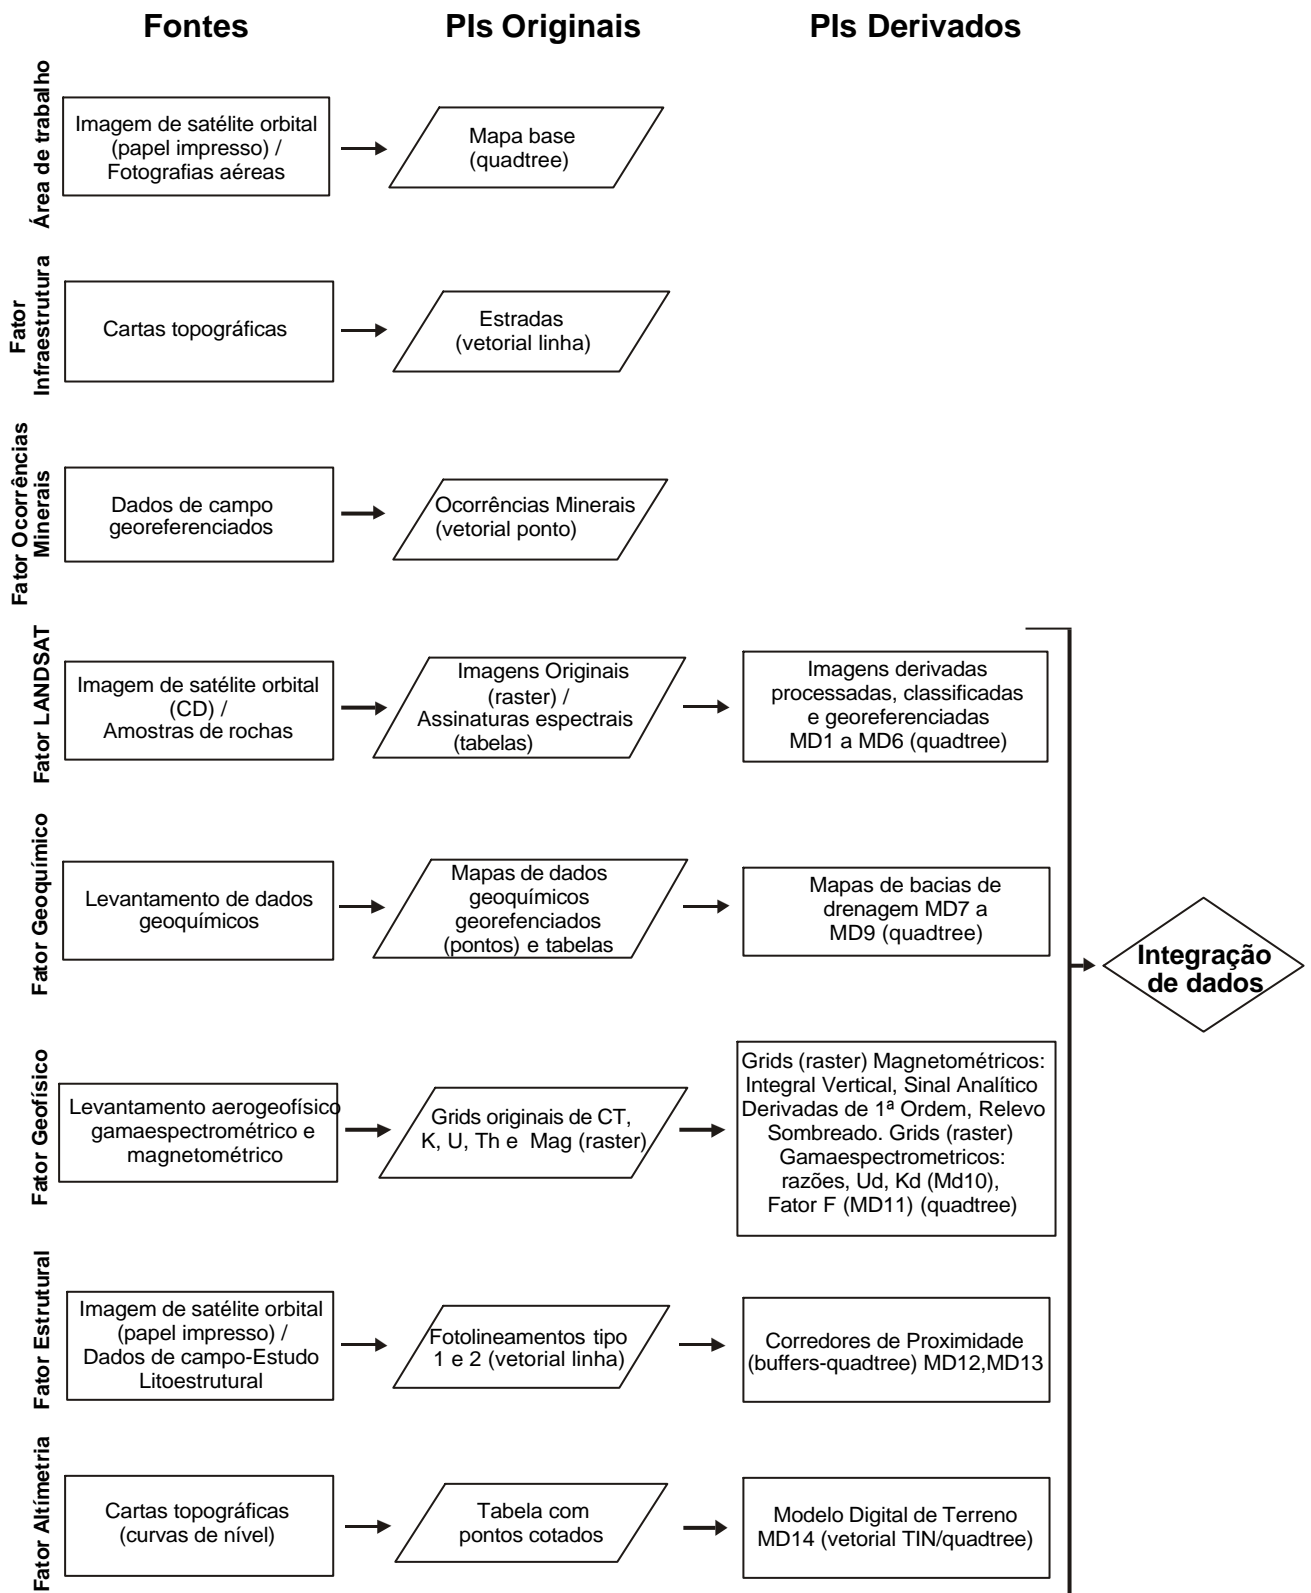 Fontes
PIs Originais
PIs Derivados
Área de trabalho
Imagem de satélite orbital
(papel impresso) /
Fotografias aéreas
Mapa base
(quadtree)
Fator
Infraestrutura
Cartas topográficas
Estradas
(vetorial linha)
Fator Ocorrências
Minerais
Dados de campo
georeferenciados
Ocorrências Minerais
(vetorial ponto)
Fator LANDSAT
Imagem de satélite orbital
(CD) /
Amostras de rochas
Imagens Originais
(raster) /
Assinaturas espectrais
(tabelas)
Imagens derivadas
processadas, classificadas
e georeferenciadas
MD1 a MD6 (quadtree)
Fator Geoquímico
Levantamento de dados
geoquímicos
Mapas de dados
geoquímicos
georefenciados
(pontos) e tabelas
Mapas de bacias de
drenagem MD7 a
MD9 (quadtree)
Integração
de dados
Fator Geofísico
Levantamento aerogeofísico
gamaespectrométrico e
magnetométrico
Grids originais de CT,
K, U, Th e Mag (raster)
Grids (raster) Magnetométricos:
Integral Vertical, Sinal Analítico
Derivadas de 1ª Ordem, Relevo
Sombreado. Grids (raster)
Gamaespectrometricos:
razões, Ud, Kd (Md10),
Fator F (MD11) (quadtree)
Fator Estrutural
Imagem de satélite orbital
(papel impresso) /
Dados de campo-Estudo
Litoestrutural
Fotolineamentos tipo
1 e 2 (vetorial linha)
Corredores de Proximidade
(buffers-quadtree) MD12,MD13
Fator Altímetria
Cartas topográficas
(curvas de nível)
Tabela com
pontos cotados
Modelo Digital de Terreno
MD14 (vetorial TIN/quadtree)